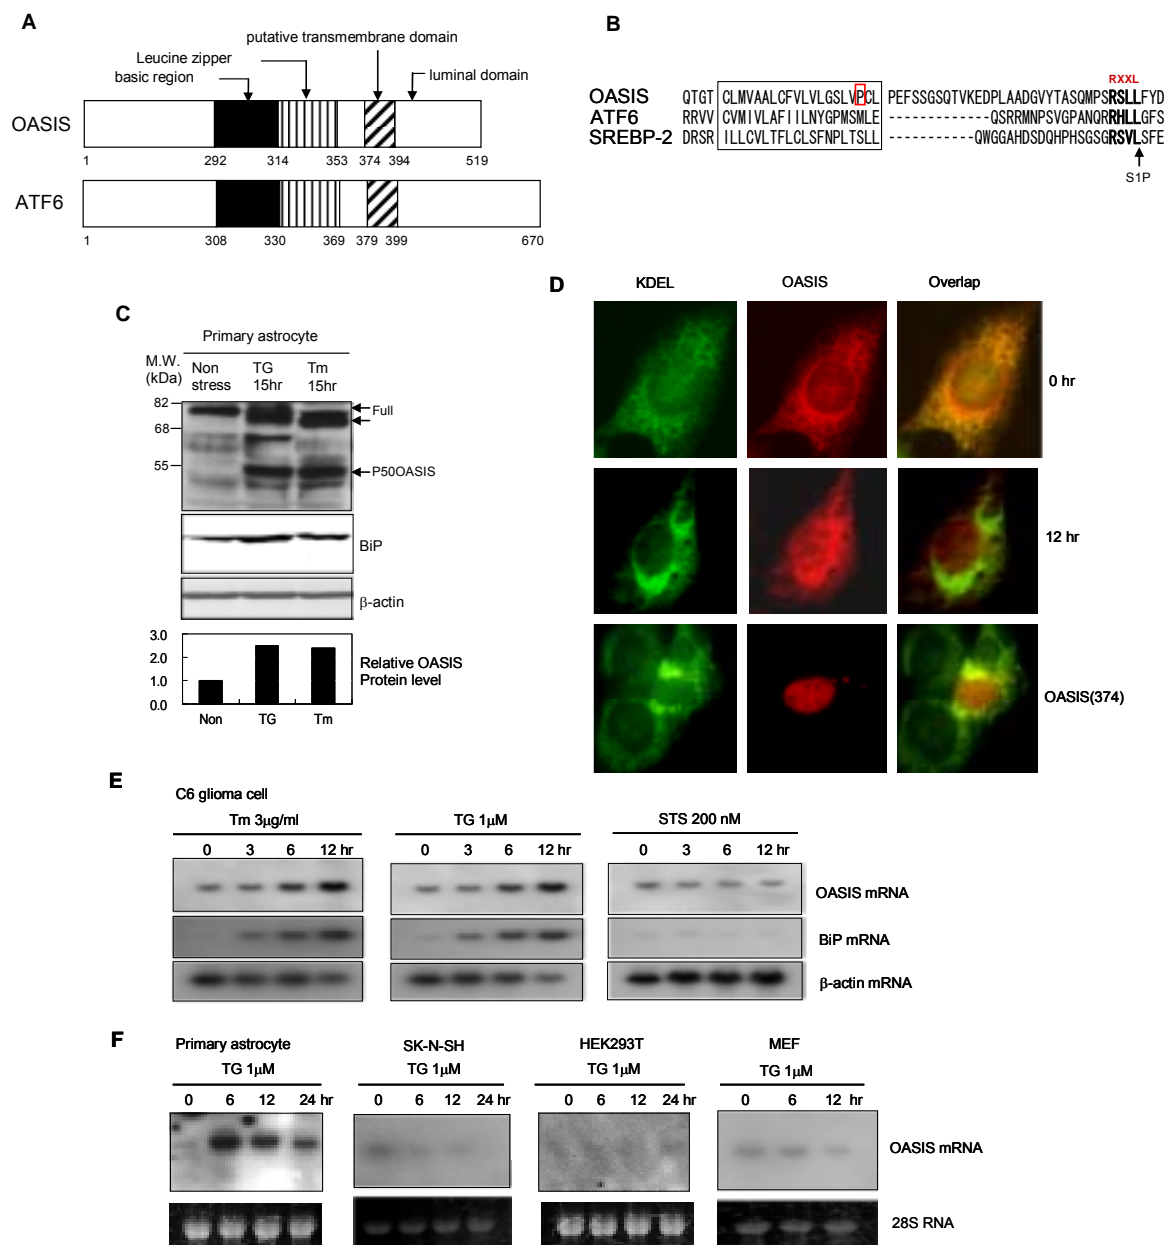 A
putative transmembrane domain
Leucine zipper
basic region
luminal domain
OASIS
1 292 314 353 374 394 519
ATF6
1 308 330 369 379 399 670
B
RXXL
OASIS QTGT CLMVAALCFVLVLGSLVPCL PEFSSGSQTVKEDPLAADGVYTASQMPSRSLLFYD
ATF6 RRVV CVMIVLAFIILNYGPMSMLE ------------QSRRMNPSVGPANQRRHLLGFS
SREBP-2 DRSR ILLCVLTFLCLSFNPLTSLL ----------QWGGAHDSDQHPHSGSGRSVLSFE
S1P
C
Primary astrocyte
M.W. (kDa)
Non stress
TG 15hr
Tm 15hr
82
68
55
Full
P50OASIS
BiP
β-actin
3.0
2.0
1.0
0.0
Relative OASIS
Protein level
Non TG Tm
D
KDEL OASIS Overlap
0 hr
12 hr
OASIS(374)
E
C6 glioma cell
Tm 3μg/ml TG 1μM STS 200 nM
0 3 6 12 hr 0 3 6 12 hr 0 3 6 12 hr
OASIS mRNA
BiP mRNA
β-actin mRNA
F
Primary astrocyte SK-N-SH HEK293T MEF
TG 1μM TG 1μM TG 1μM TG 1μM
0 6 12 24 hr 0 6 12 24 hr 0 6 12 24 hr 0 6 12 hr
OASIS mRNA
28S RNA